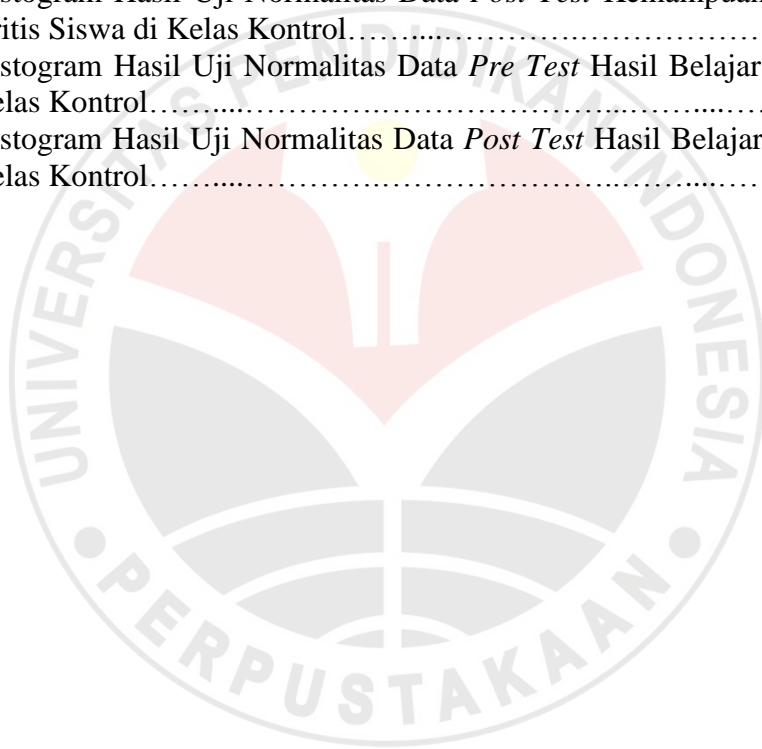 stogram Hasil Uji Normalitas Data Post Test Kemampuan
ritis Siswa di Kelas Kontrol……....………….…………………
stogram Hasil Uji Normalitas Data Pre Test Hasil Belajar
elas Kontrol……....………….………………….……....……
stogram Hasil Uji Normalitas Data Post Test Hasil Belajar
elas Kontrol……....………….………………….……....……
UNIVERSITAS PENDIDIKAN INDONESIA
PERPUSTAKAAN